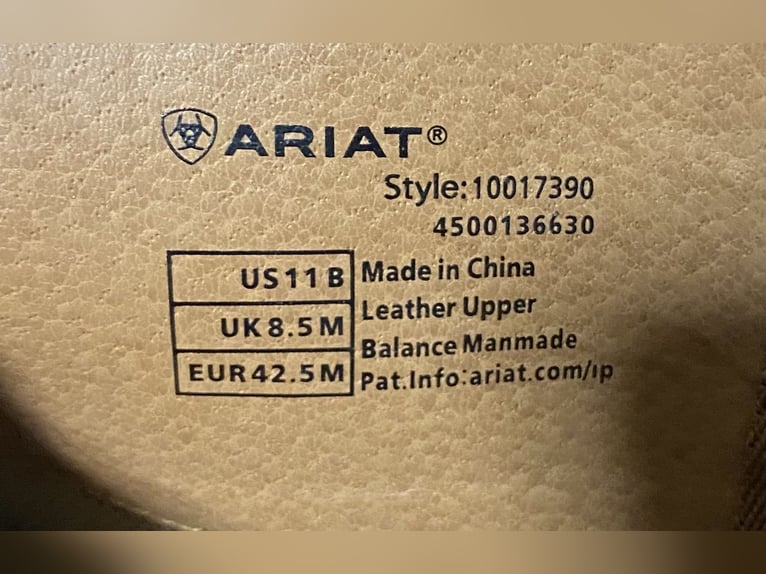 ARIAT®
Style:10017390
4500136630
US 11 B
UK 8.5 M
EUR 42.5 M
Made in China
Leather Upper
Balance Manmade
Pat.Info:ariat.com/ip